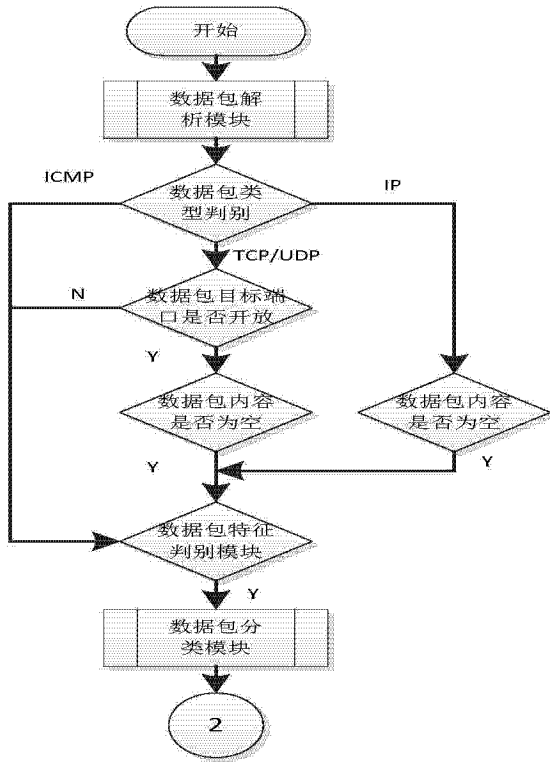 开始
数据包解
析模块
ICMP
数据包类
型判别
IP
TCP/UDP
N
数据包目标端
口是否开放
Y
数据包内容
是否为空
数据包内容
是否为空
Y
Y
数据包特征
判别模块
Y
数据包分
类模块
2